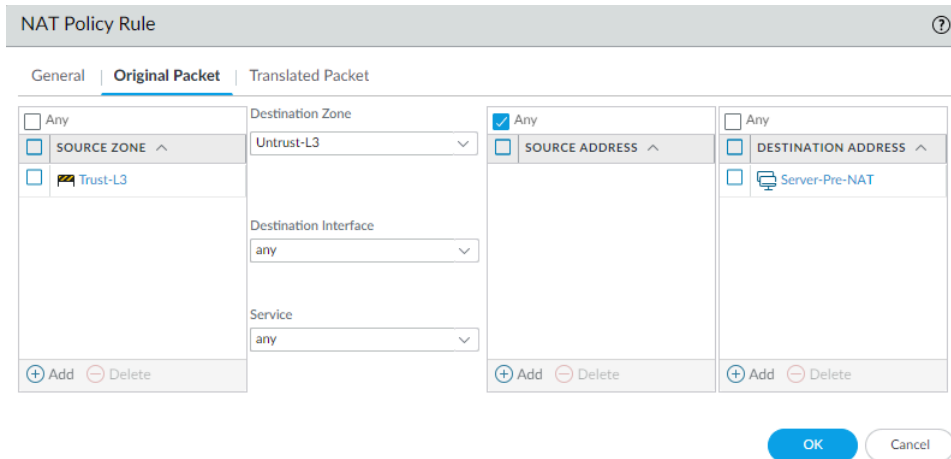 NAT Policy Rule
General | Original Packet | Translated Packet
Any
SOURCE ZONE
Trust-L3
Add Delete
Destination Zone
Untrust-L3
Destination Interface
any
Service
any
Any
SOURCE ADDRESS
Add Delete
Any
DESTINATION ADDRESS
Server-Pre-NAT
Add Delete
OK Cancel